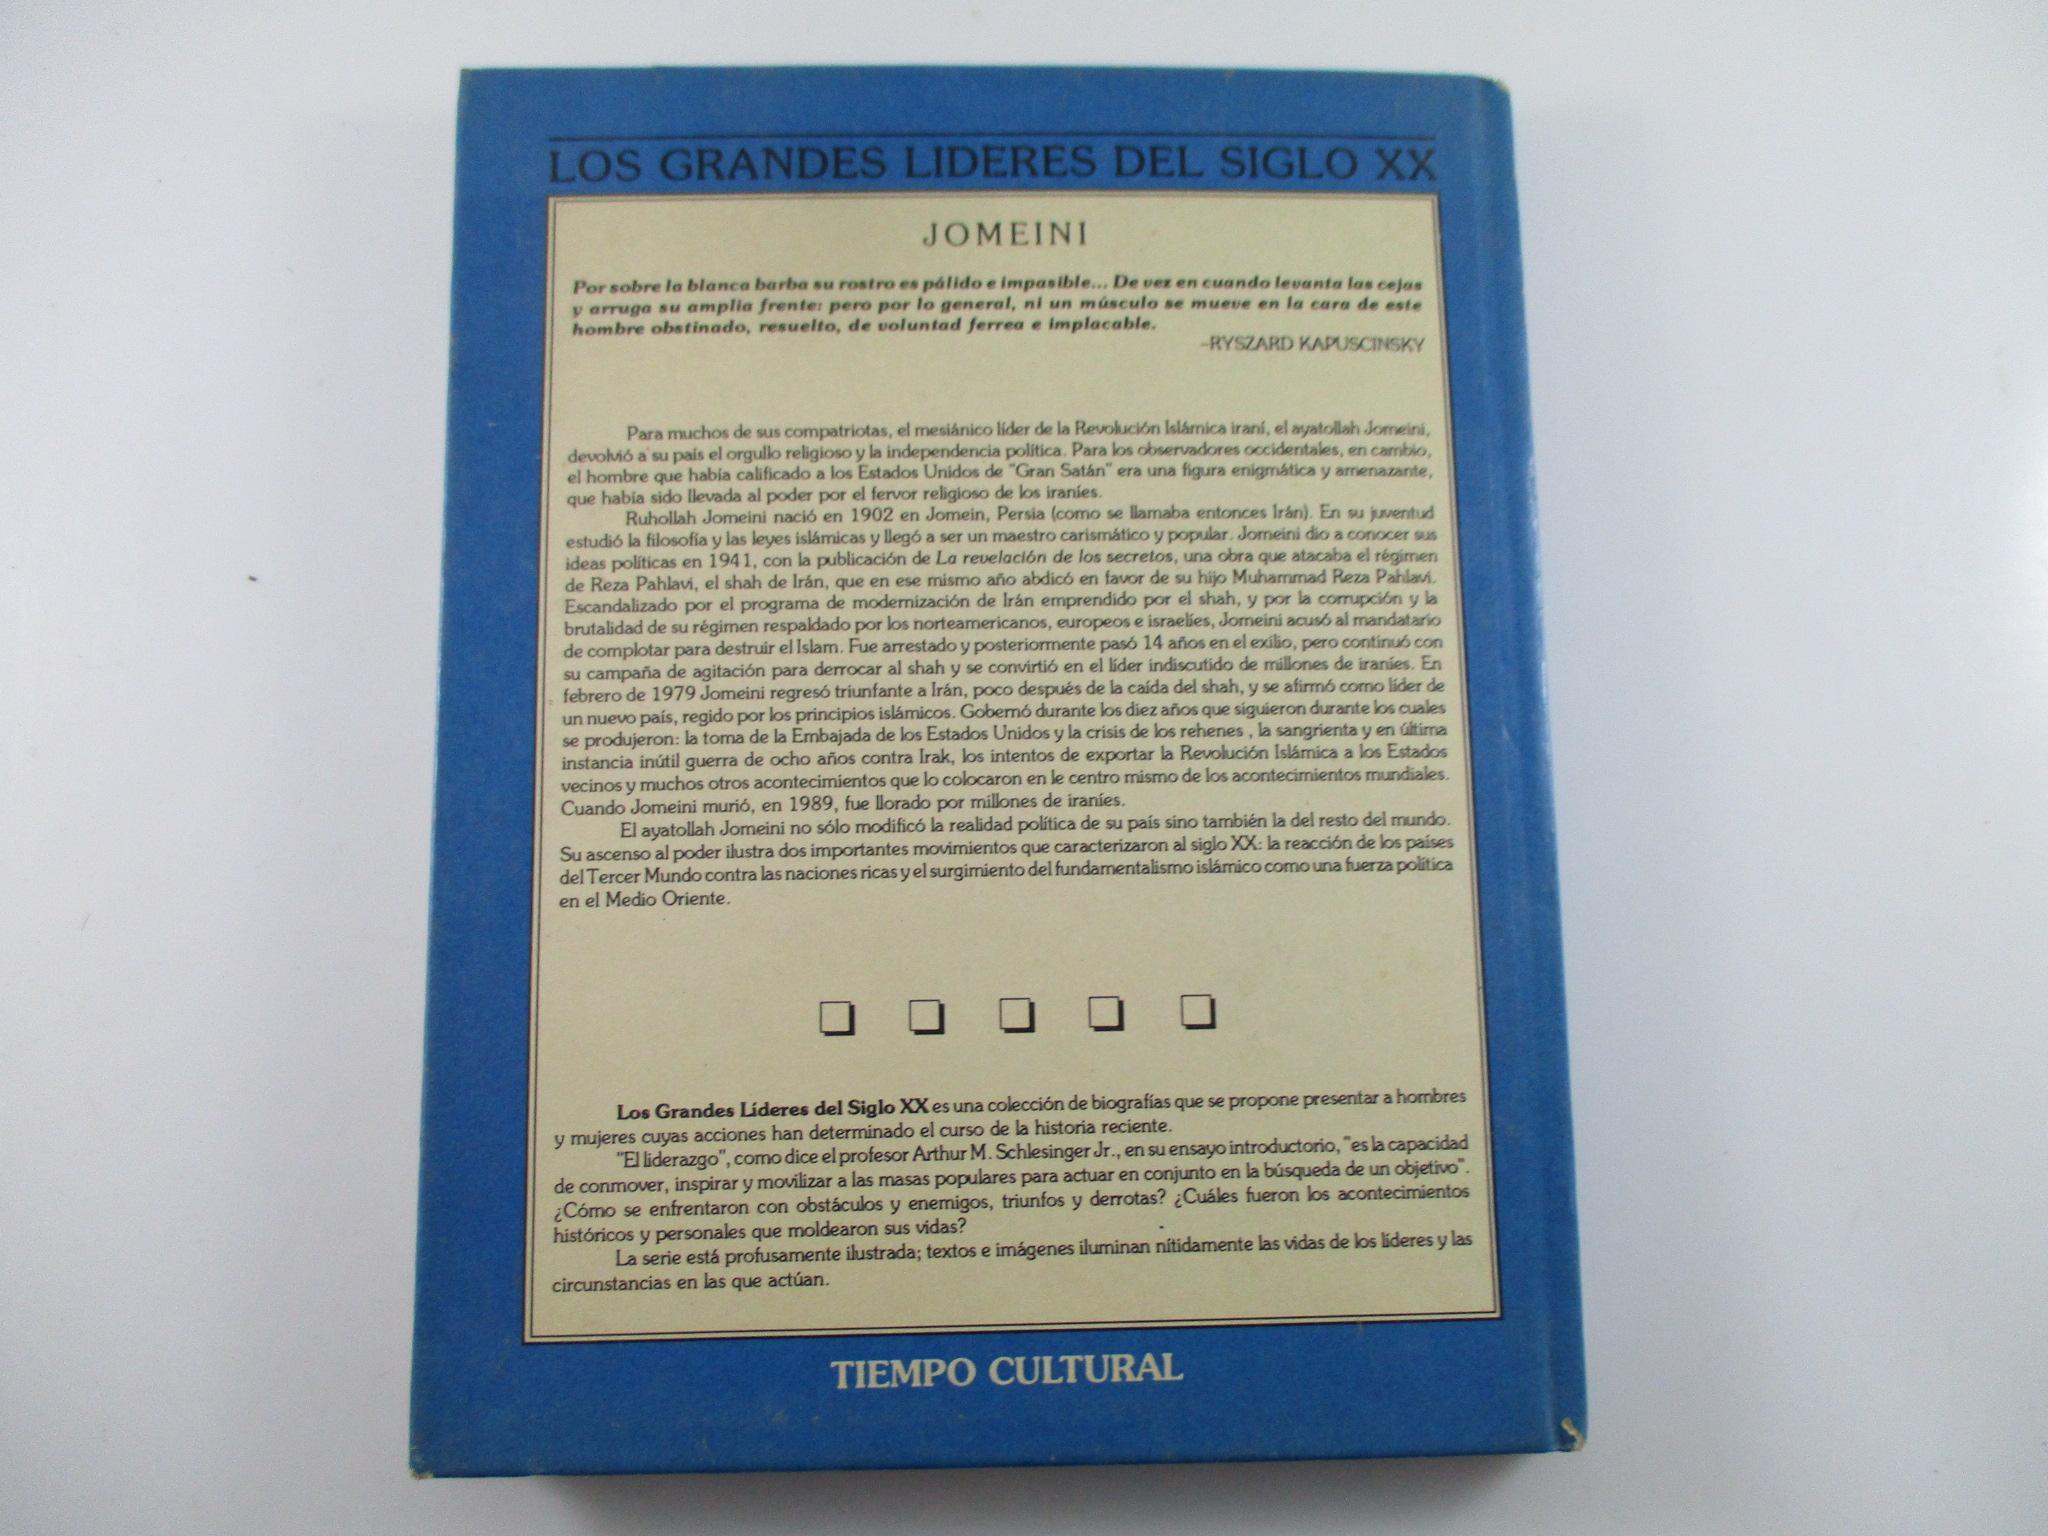 LOS GRANDES LIDERES DEL SIGLO XX
JOMEINI
Por sobre la blanca barba su rostro es pálido e impasible... De vez en cuando levanta las cejas
y arruga su amplia frente: pero por lo general, ni un músculo se mueve en la cara de este
hombre obstinado, resuelto, de voluntad ferrea e implacable.
-RYSZARD KAPUSCINSKY
Para muchos de sus compatriotas, el mesiánico líder de la Revolución Islámica iraní, el ayatollah Jomeini,
devolvió a su país el orgullo religioso y la independencia política. Para los observadores occidentales, en cambio,
el hombre que había calificado a los Estados Unidos de "Gran Satán" era una figura enigmática y amenazante,
que había sido llevada al poder por el fervor religioso de los iraníes.
Ruhollah Jomeini nació en 1902 en Jomein, Persia (como se llamaba entonces Irán). En su juventud
estudió la filosofía y las leyes islámicas y llegó a ser un maestro carismático y popular. Jomeini dio a conocer sus
ideas políticas en 1941, con la publicación de La revelación de los secretos, una obra que atacaba el régimen
de Reza Pahlavi, el shah de Irán, que en ese mismo año abdicó en favor de su hijo Muhammad Reza Pahlavi.
Escandalizado por el programa de modernización de Irán emprendido por el shah, y por la corrupción y la
brutalidad de su régimen respaldado por los norteamericanos, europeos e israelíes, Jomeini acusó al mandatario
de complotar para destruir el Islam. Fue arrestado y posteriormente pasó 14 años en el exilio, pero continuó con
su campaña de agitación para derrocar al shah y se convirtió en el líder indiscutido de millones de iraníes. En
febrero de 1979 Jomeini regresó triunfante a Irán, poco después de la caída del shah, y se afirmó como líder de
un nuevo país, regido por los principios islámicos. Gobernó durante los diez años que siguieron durante los cuales
se produjeron: la toma de la Embajada de los Estados Unidos y la crisis de los rehenes , la sangrienta y en última
instancia inútil guerra de ocho años contra Irak, los intentos de exportar la Revolución Islámica a los Estados
vecinos y muchos otros acontecimientos que lo colocaron en le centro mismo de los acontecimientos mundiales.
Cuando Jomeini murió, en 1989, fue llorado por millones de iraníes.
El ayatollah Jomeini no sólo modificó la realidad política de su país sino también la del resto del mundo.
Su ascenso al poder ilustra dos importantes movimientos que caracterizaron al siglo XX: la reacción de los países
del Tercer Mundo contra las naciones ricas y el surgimiento del fundamentalismo islámico como una fuerza política
en el Medio Oriente.
Los Grandes Líderes del Siglo XX es una colección de biografías que se propone presentar a hombres
y mujeres cuyas acciones han determinado el curso de la historia reciente.
"El liderazgo", como dice el profesor Arthur M. Schlesinger Jr., en su ensayo introductorio, "es la capacidad
de conmover, inspirar y movilizar a las masas populares para actuar en conjunto en la búsqueda de un objetivo".
¿Cómo se enfrentaron con obstáculos y enemigos, triunfos y derrotas? ¿Cuáles fueron los acontecimientos
históricos y personales que moldearon sus vidas?
La serie está profusamente ilustrada; textos e imágenes iluminan nítidamente las vidas de los líderes y las
circunstancias en las que actúan.
TIEMPO CULTURAL